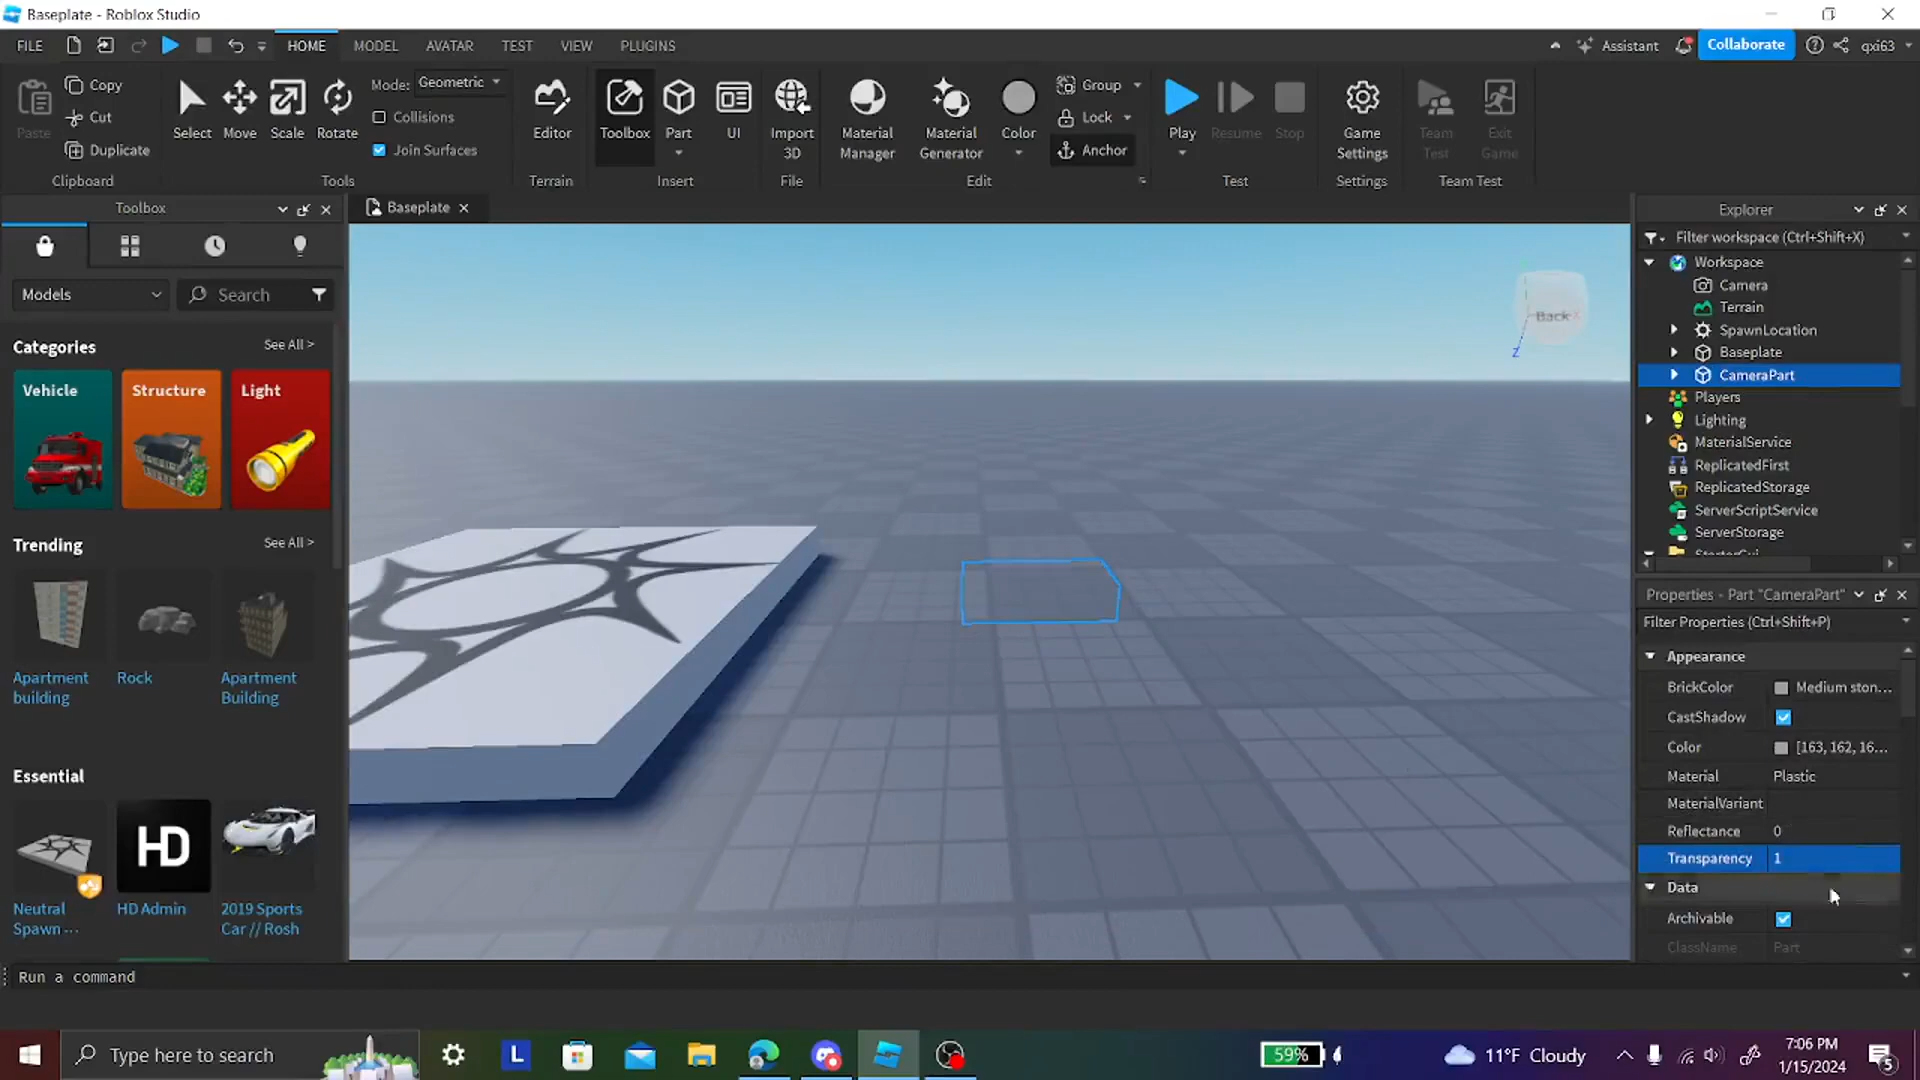 Baseplate - Roblox Studio
FILE
HOME
MODEL
AVATAR
TEST
VIEW
PLUGINS
Assistant
Collaborate
qxi63
Paste
Copy
Cut
Duplicate
Clipboard
Select
Move
Scale
Rotate
Mode: Geometric
Collisions
Join Surfaces
Tools
Editor
Terrain
Toolbox
Part
UI
Insert
Import 3D
File
Material Manager
Material Generator
Color
Group
Lock
Anchor
Edit
Play
Resume
Stop
Test
Game Settings
Settings
Team Test
Exit Game
Team Test
Toolbox
Models
Search
Categories
See All >
Vehicle
Structure
Light
Trending
See All >
Apartment building
Rock
Apartment Building
Essential
HD
Neutral Spawn ...
HD Admin
2019 Sports Car // Rosh
Baseplate
Back
X
Z
Explorer
Filter workspace (Ctrl+Shift+X)
Workspace
Camera
Terrain
SpawnLocation
Baseplate
CameraPart
Players
Lighting
MaterialService
ReplicatedFirst
ReplicatedStorage
ServerScriptService
ServerStorage
Properties - Part "CameraPart"
Filter Properties (Ctrl+Shift+P)
Appearance
BrickColor Medium ston...
CastShadow
Color [163, 162, 16...
Material Plastic
MaterialVariant
Reflectance 0
Transparency 1
Data
Archivable
ClassName Part
Run a command
Type here to search
L
59%
11°F Cloudy
7:06 PM
1/15/2024
5